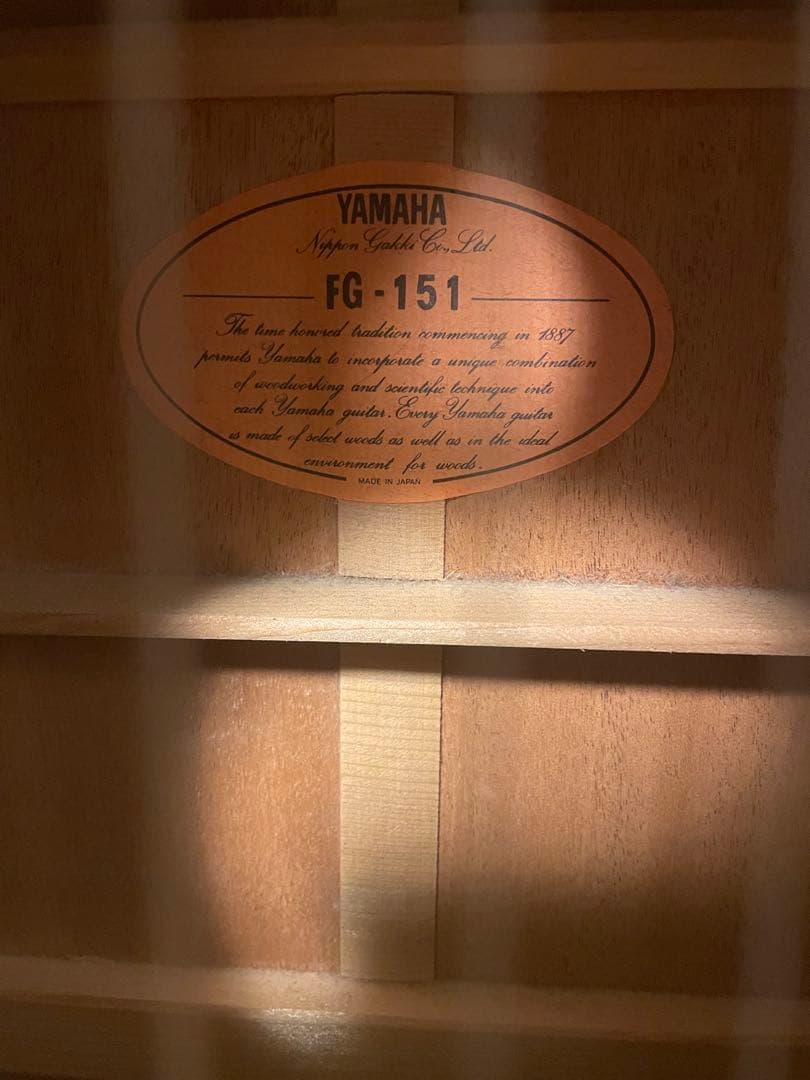 YAMAHA
Nippon Gakki Co., Ltd.
FG-151
The time honored tradition commencing in 1887
permits Yamaha to incorporate a unique combination
of woodworking and scientific technique into
each Yamaha guitar. Every Yamaha guitar
is made of select woods as well as in the ideal
environment for woods.
MADE IN JAPAN